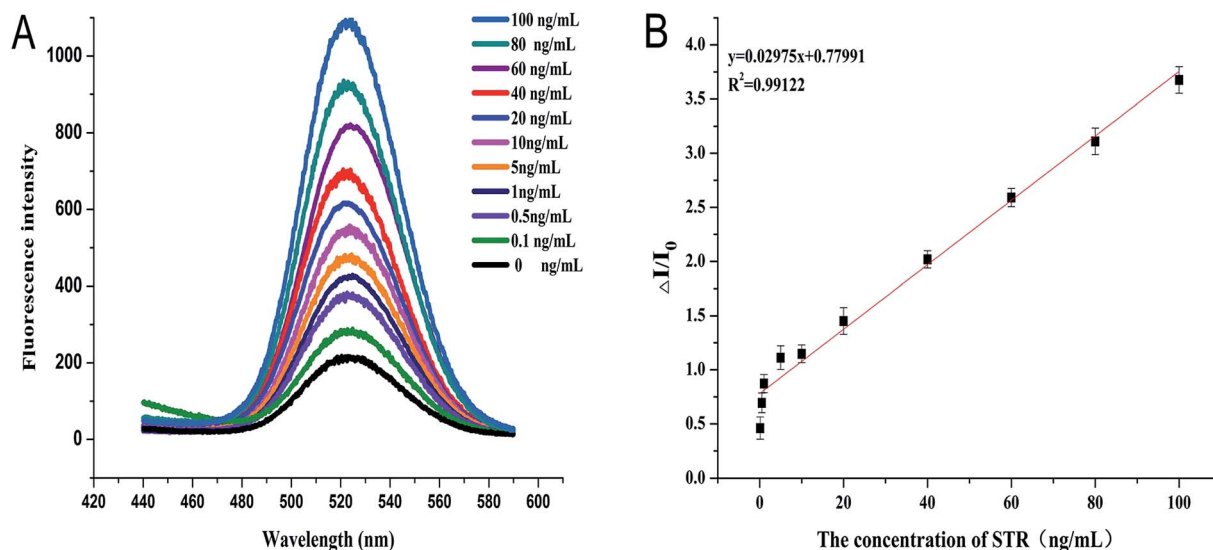 A
1000
800
600
400
200
0
Fluorescence intensity
420 440 460 480 500 520 540 560 580 600
Wavelength (nm)
100 ng/mL
80 ng/mL
60 ng/mL
40 ng/mL
20 ng/mL
10ng/mL
5ng/mL
1ng/mL
0.5ng/mL
0.1 ng/mL
0 ng/mL
B
y=0.02975x+0.77991
R²=0.99122
4.0
3.5
3.0
2.5
2.0
1.5
1.0
0.5
0.0
△I/I₀
0 20 40 60 80 100
The concentration of STR（ng/mL）